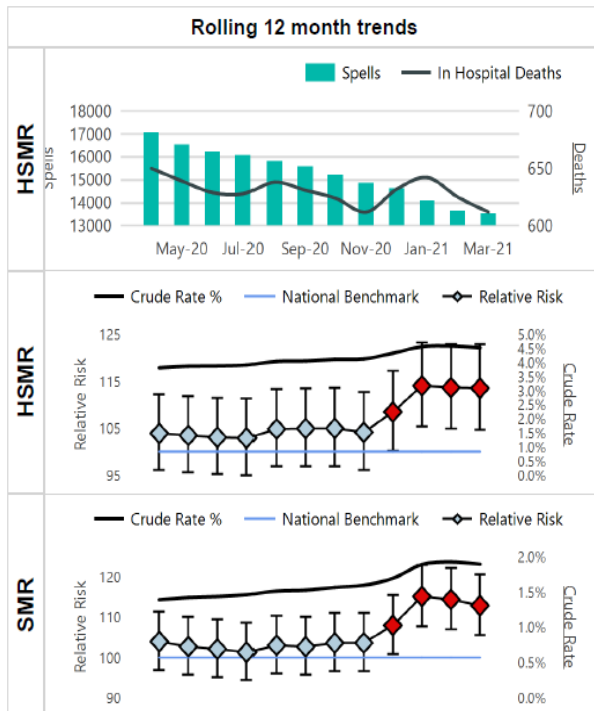 Rolling 12 month trends
HSMR
Spells In Hospital Deaths
Spells
18000
17000
16000
15000
14000
13000
700
650
600
Deaths
May-20 Jul-20 Sep-20 Nov-20 Jan-21 Mar-21
HSMR
Crude Rate % National Benchmark Relative Risk
Relative Risk
125
115
105
95
5.0%
4.5%
4.0%
3.5%
3.0%
2.5%
2.0%
1.5%
1.0%
0.5%
0.0%
Crude Rate
SMR
Crude Rate % National Benchmark Relative Risk
Relative Risk
120
110
100
90
2.0%
1.5%
1.0%
0.5%
0.0%
Crude Rate